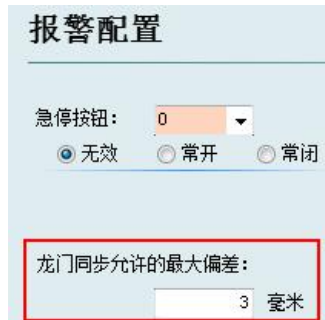 报警配置
急停按钮： 0
无效 常开 常闭
龙门同步允许的最大偏差：
3 毫米